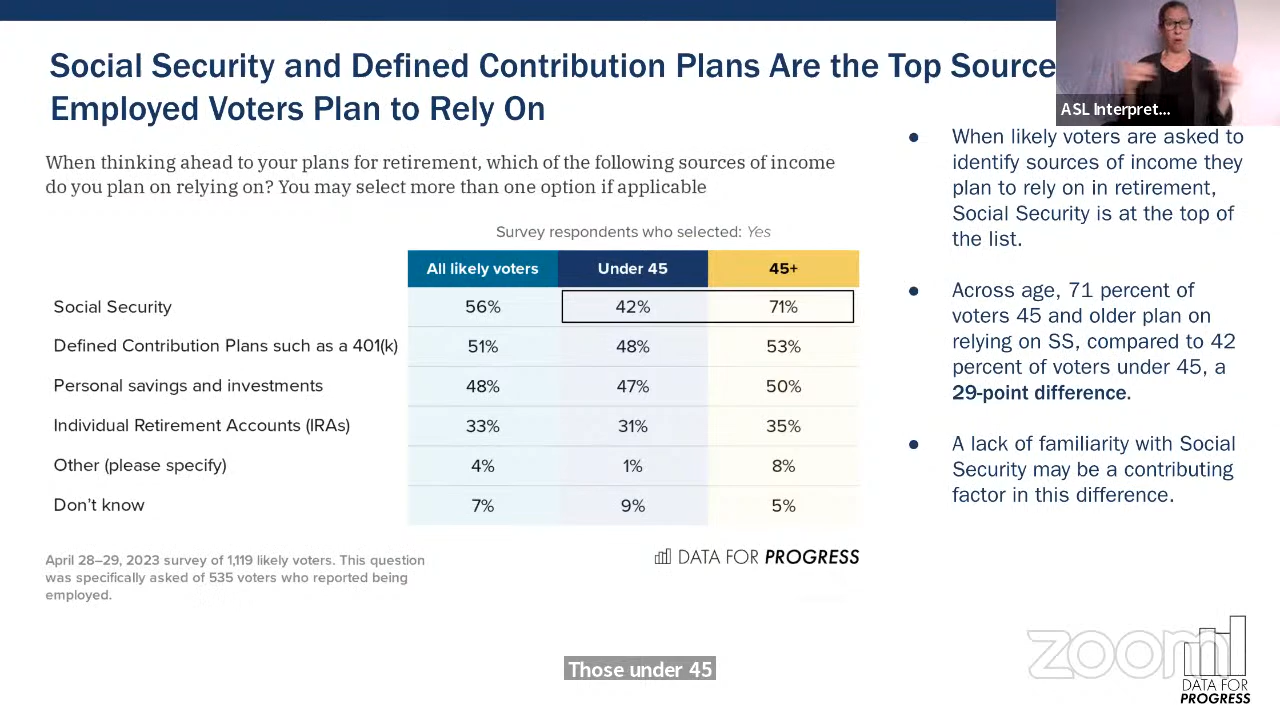 Social Security and Defined Contribution Plans Are the Top Source
Employed Voters Plan to Rely On
ASL Interpret...
When thinking ahead to your plans for retirement, which of the following sources of income
do you plan on relying on? You may select more than one option if applicable
Survey respondents who selected: Yes
All likely voters Under 45 45+
Social Security 56% 42% 71%
Defined Contribution Plans such as a 401(k) 51% 48% 53%
Personal savings and investments 48% 47% 50%
Individual Retirement Accounts (IRAs) 33% 31% 35%
Other (please specify) 4% 1% 8%
Don't know 7% 9% 5%
April 28–29, 2023 survey of 1,119 likely voters. This question
was specifically asked of 535 voters who reported being
employed.
DATA FOR PROGRESS
● When likely voters are asked to
identify sources of income they
plan to rely on in retirement,
Social Security is at the top of
the list.
● Across age, 71 percent of
voters 45 and older plan on
relying on SS, compared to 42
percent of voters under 45, a
29-point difference.
● A lack of familiarity with Social
Security may be a contributing
factor in this difference.
Those under 45
zoom
DATA FOR
PROGRESS